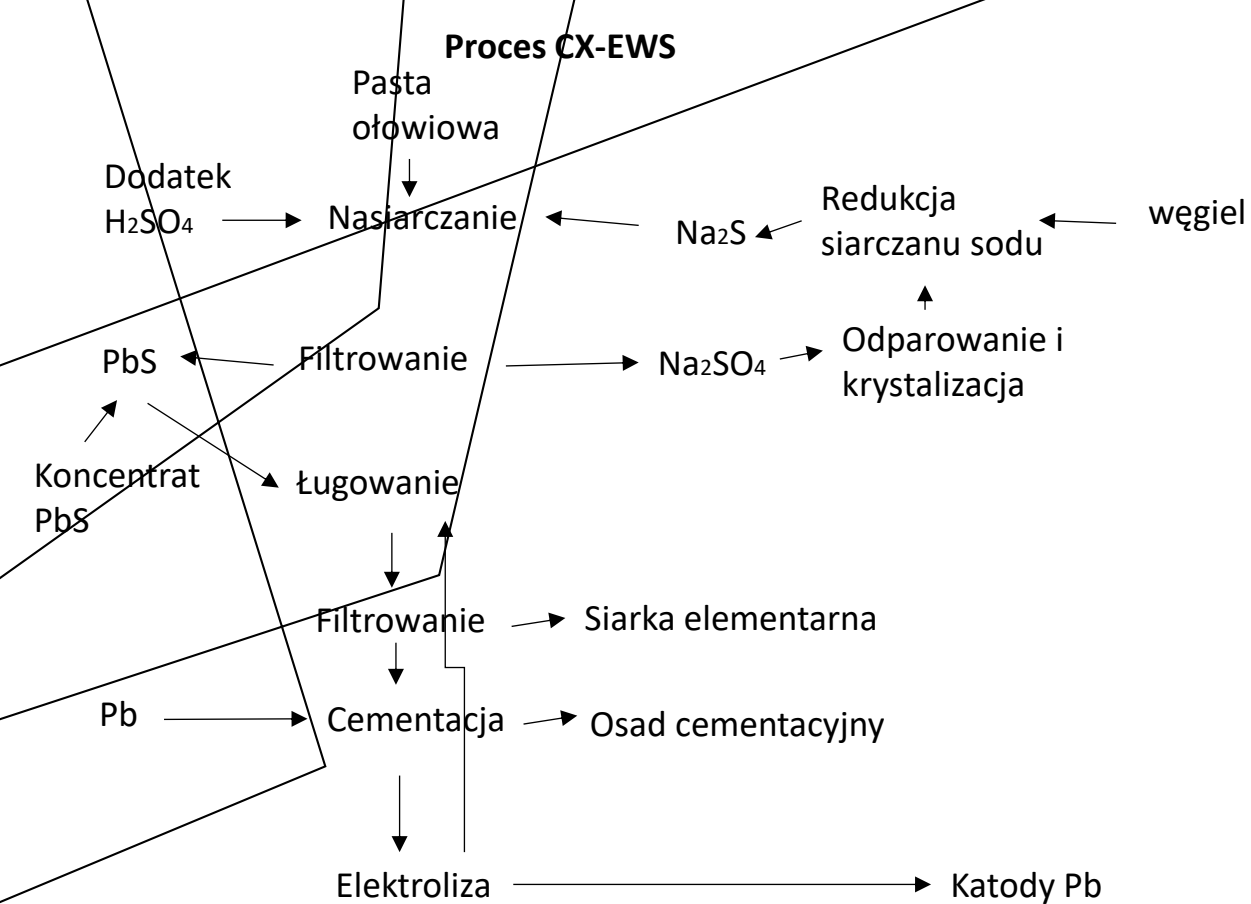 Proces CX-EWS
Pasta
ołowiowa
Dodatek
H2SO4
Nasiarczanie
Na2S
Redukcja
siarczanu sodu
węgiel
PbS
Filtrowanie
Na2SO4
Odparowanie i
krystalizacja
Koncentrat
PbS
Ługowanie
Filtrowanie
Siarka elementarna
Pb
Cementacja
Osad cementacyjny
Elektroliza
Katody Pb